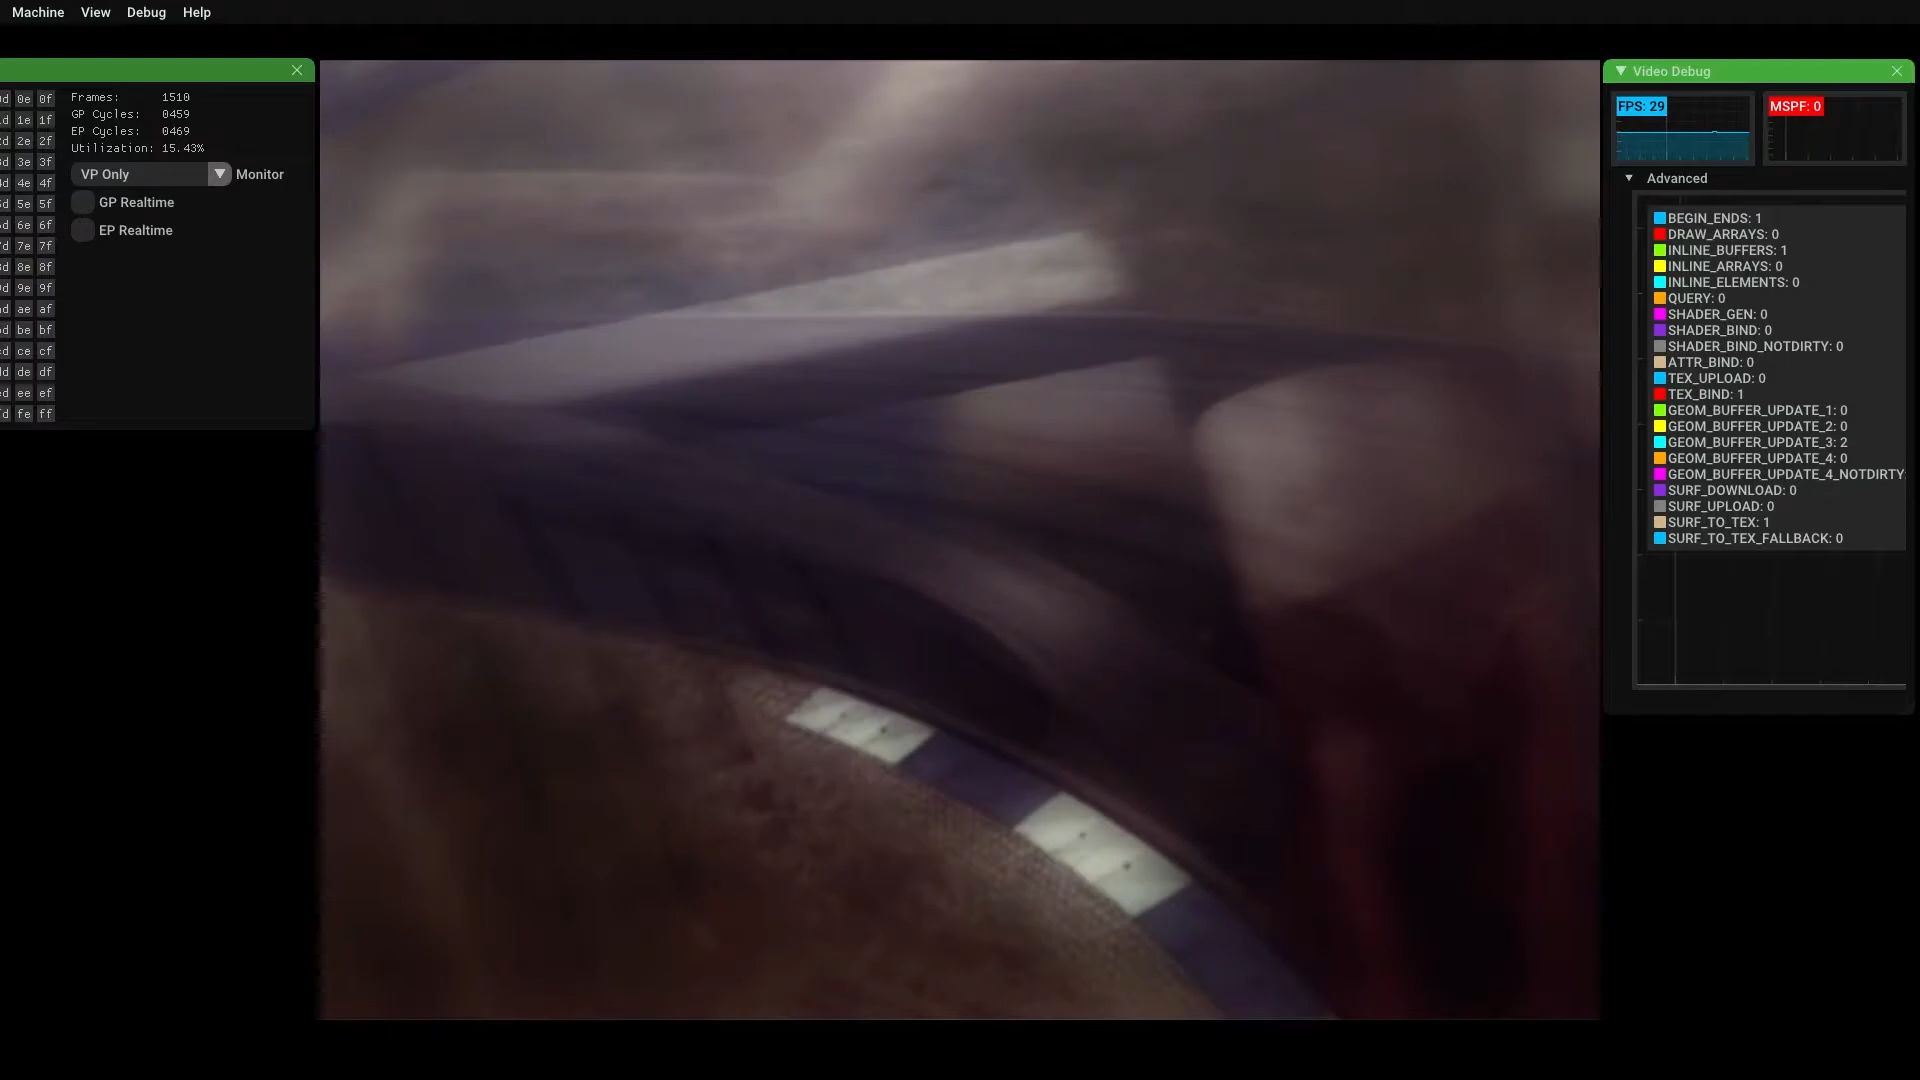 Machine View Debug Help
0e 0f
1e 1f
2e 2f
3e 3f
4e 4f
5e 5f
6e 6f
7e 7f
8e 8f
9e 9f
ae af
be bf
ce cf
de df
ee ef
fe ff
Frames: 1510
GP Cycles: 0459
EP Cycles: 0469
Utilization: 15.43%
VP Only Monitor
GP Realtime
EP Realtime
Video Debug
FPS: 29 MSPF: 0
Advanced
BEGIN_ENDS: 1
DRAW_ARRAYS: 0
INLINE_BUFFERS: 1
INLINE_ARRAYS: 0
INLINE_ELEMENTS: 0
QUERY: 0
SHADER_GEN: 0
SHADER_BIND: 0
SHADER_BIND_NOTDIRTY: 0
ATTR_BIND: 0
TEX_UPLOAD: 0
TEX_BIND: 1
GEOM_BUFFER_UPDATE_1: 0
GEOM_BUFFER_UPDATE_2: 0
GEOM_BUFFER_UPDATE_3: 2
GEOM_BUFFER_UPDATE_4: 0
GEOM_BUFFER_UPDATE_4_NOTDIRTY:
SURF_DOWNLOAD: 0
SURF_UPLOAD: 0
SURF_TO_TEX: 1
SURF_TO_TEX_FALLBACK: 0